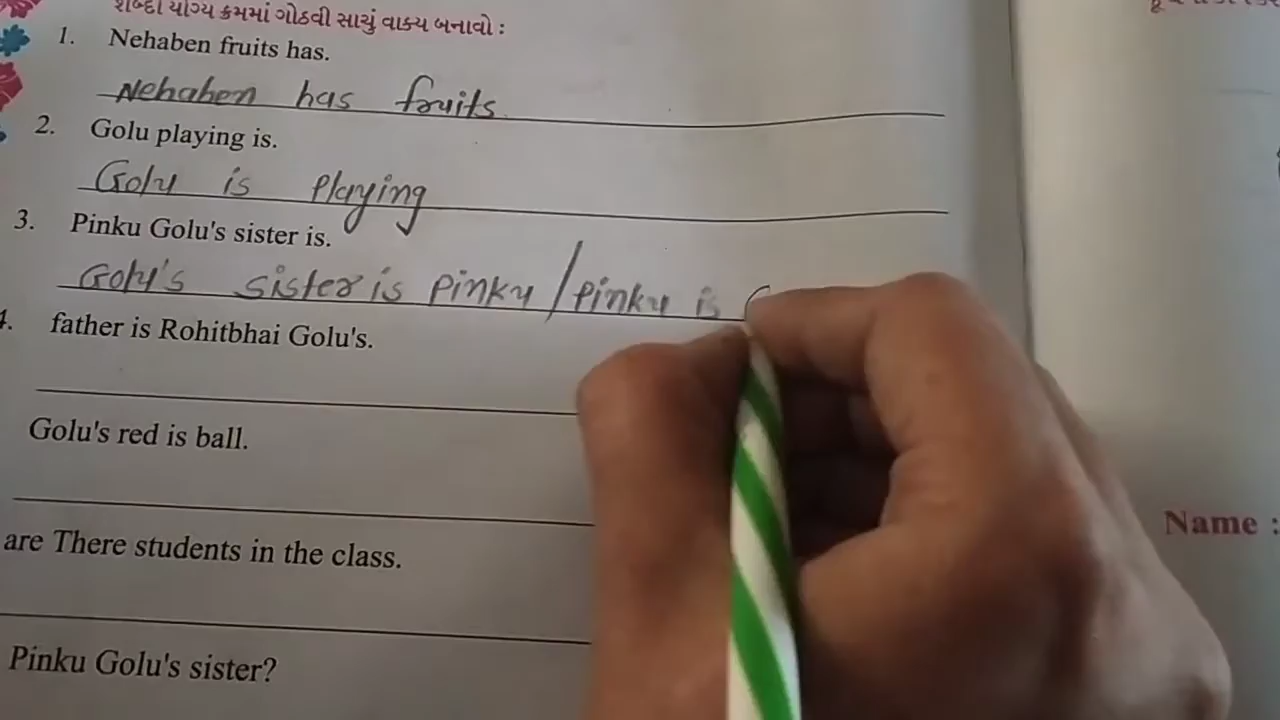 શબ્દો યોગ્ય ક્રમમાં ગોઠવી સાચું વાક્ય બનાવો :
1. Nehaben fruits has.
Nehaben has fruits
2. Golu playing is.
Golu is playing
3. Pinku Golu's sister is.
Golu's sister is pinku / pinku is
4. father is Rohitbhai Golu's.
Golu's red is ball.
are There students in the class.
Pinku Golu's sister?
Name :